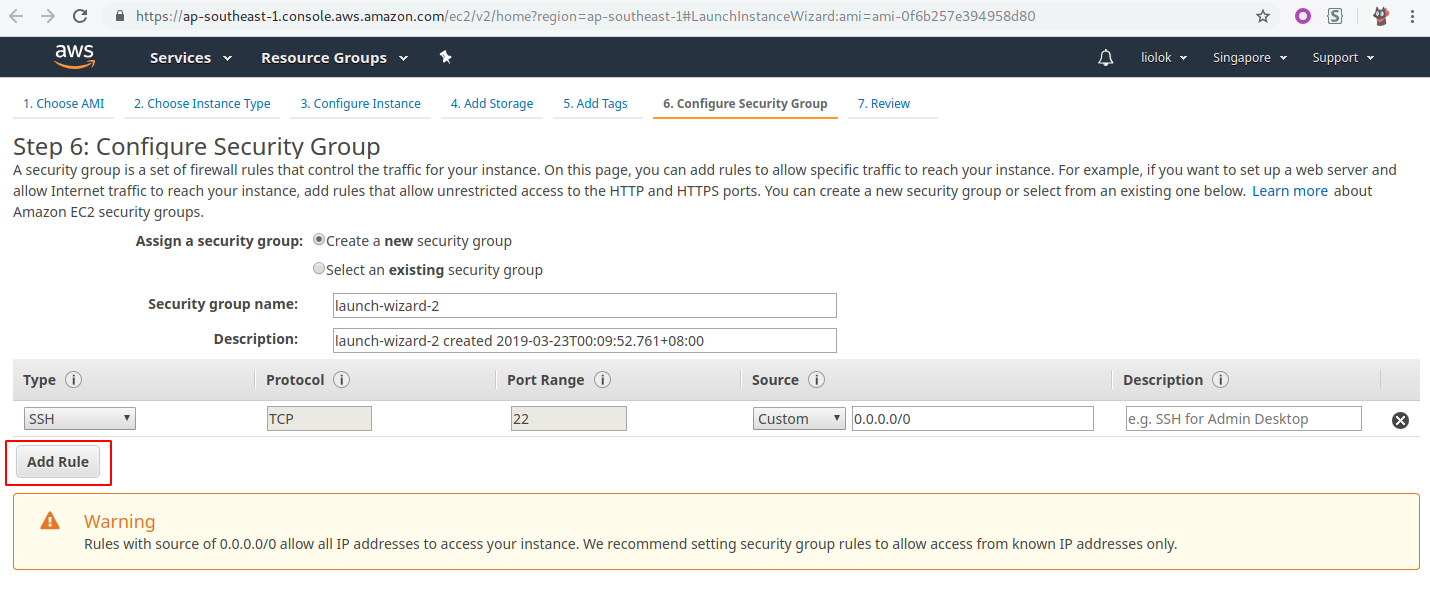 https://ap-southeast-1.console.aws.amazon.com/ec2/v2/home?region=ap-southeast-1#LaunchInstanceWizard:ami=ami-0f6b257e394958d80
aws Services Resource Groups liolok Singapore Support
1. Choose AMI 2. Choose Instance Type 3. Configure Instance 4. Add Storage 5. Add Tags 6. Configure Security Group 7. Review
Step 6: Configure Security Group
A security group is a set of firewall rules that control the traffic for your instance. On this page, you can add rules to allow specific traffic to reach your instance. For example, if you want to set up a web server and
allow Internet traffic to reach your instance, add rules that allow unrestricted access to the HTTP and HTTPS ports. You can create a new security group or select from an existing one below. Learn more about
Amazon EC2 security groups.
Assign a security group: Create a new security group
Select an existing security group
Security group name: launch-wizard-2
Description: launch-wizard-2 created 2019-03-23T00:09:52.761+08:00
Type i Protocol i Port Range i Source i Description i
SSH TCP 22 Custom 0.0.0.0/0 e.g. SSH for Admin Desktop
Add Rule
Warning
Rules with source of 0.0.0.0/0 allow all IP addresses to access your instance. We recommend setting security group rules to allow access from known IP addresses only.